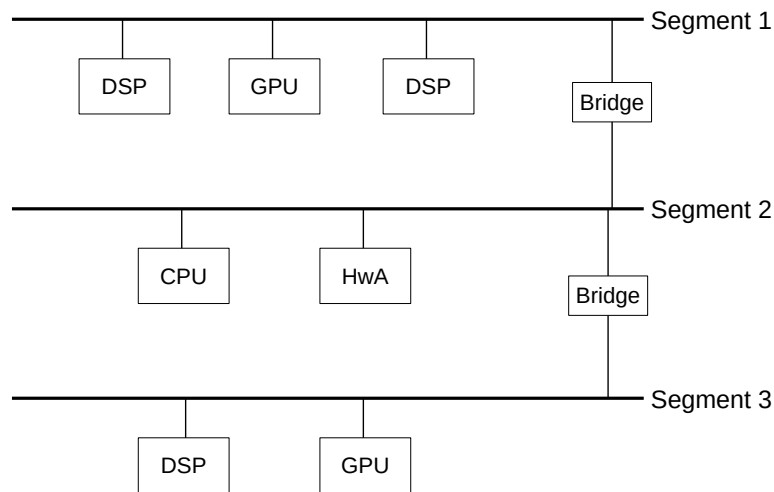 Segment 1
DSP
GPU
DSP
Bridge
Segment 2
CPU
HwA
Bridge
Segment 3
DSP
GPU